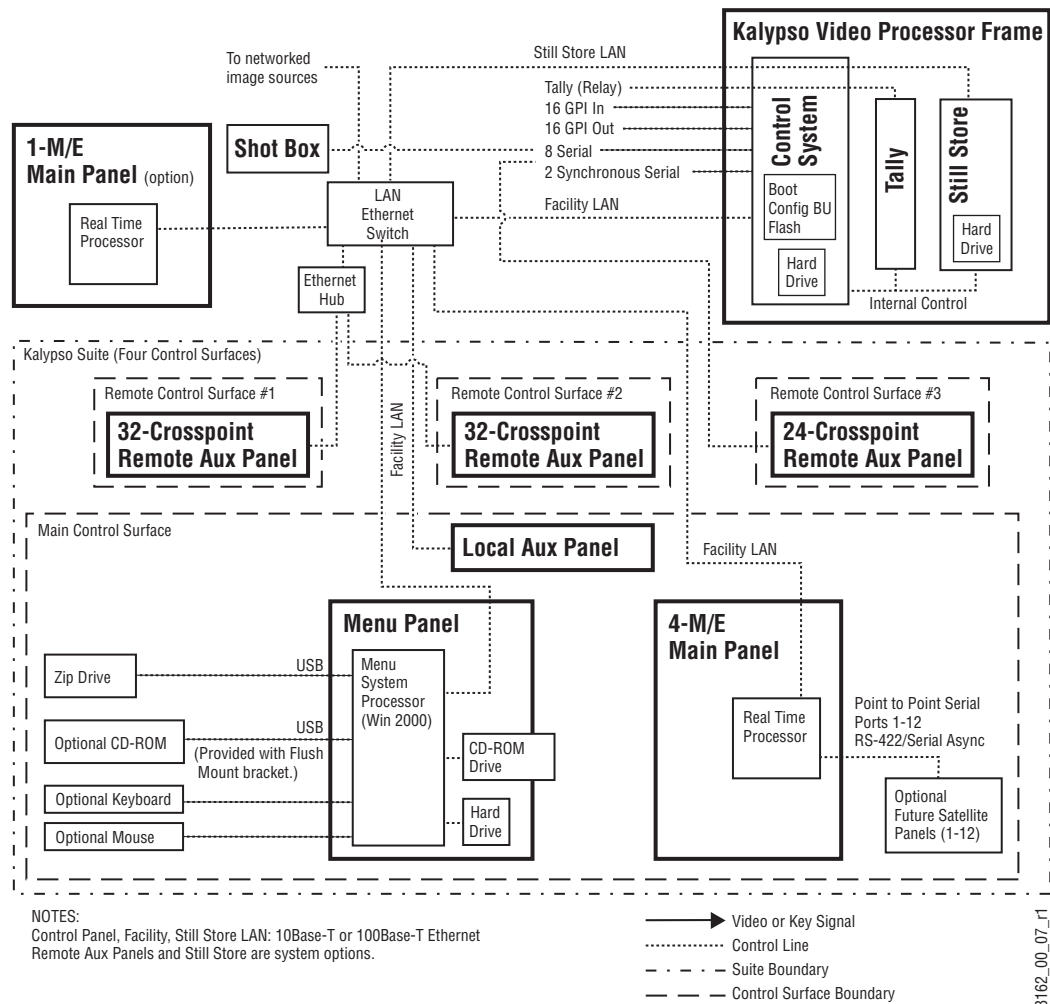 Kalypso Video Processor Frame
To networked
image sources
Still Store LAN
Tally (Relay)
16 GPI In
16 GPI Out
8 Serial
2 Synchronous Serial
Facility LAN
Control
System
Boot
Config BU
Flash
Hard
Drive
Tally
Still Store
Hard
Drive
Internal Control
1-M/E
Main Panel (option)
Real Time
Processor
Shot Box
LAN
Ethernet
Switch
Ethernet
Hub
Kalypso Suite (Four Control Surfaces)
Remote Control Surface #1
32-Crosspoint
Remote Aux Panel
Facility LAN
Remote Control Surface #2
32-Crosspoint
Remote Aux Panel
Remote Control Surface #3
24-Crosspoint
Remote Aux Panel
Main Control Surface
Local Aux Panel
Facility LAN
Menu Panel
Menu
System
Processor
(Win 2000)
CD-ROM
Drive
Hard
Drive
Zip Drive
USB
Optional CD-ROM
USB
(Provided with Flush
Mount bracket.)
Optional Keyboard
Optional Mouse
4-M/E
Main Panel
Real Time
Processor
Point to Point Serial
Ports 1-12
RS-422/Serial Async
Optional
Future Satellite
Panels (1-12)
NOTES:
Control Panel, Facility, Still Store LAN: 10Base-T or 100Base-T Ethernet
Remote Aux Panels and Still Store are system options.
Video or Key Signal
Control Line
Suite Boundary
Control Surface Boundary